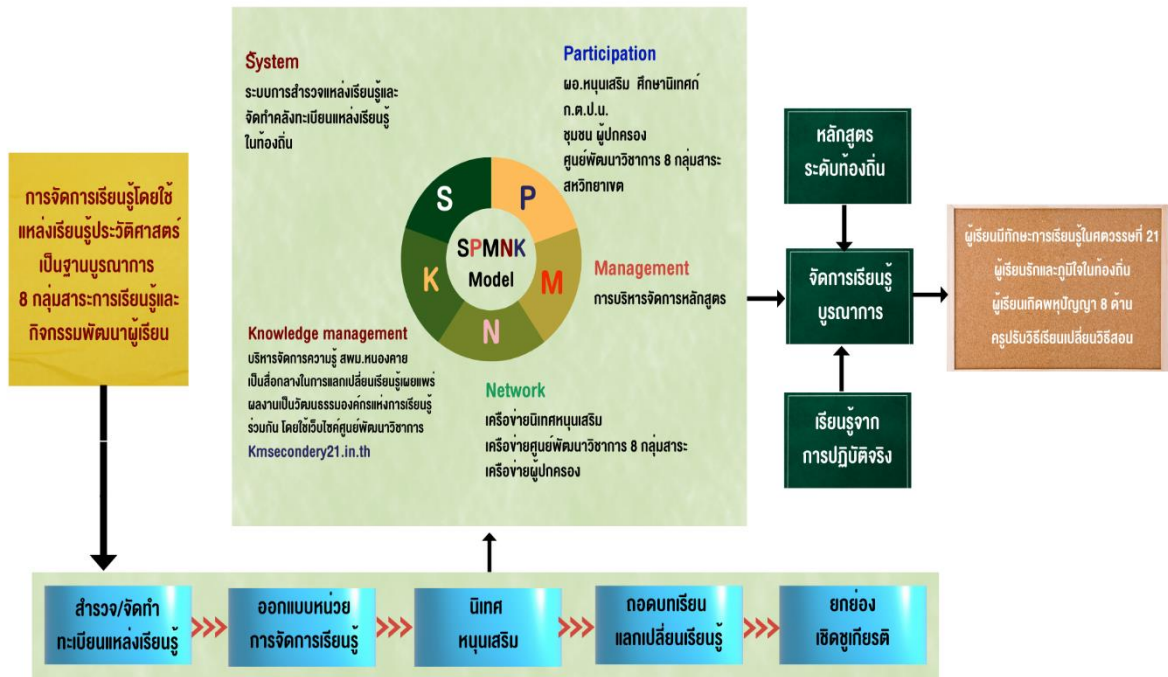 การจัดการเรียนรู้โดยใช้
แหล่งเรียนรู้ประวัติศาสตร์
เป็นฐานบูรณาการ
8 กลุ่มสาระการเรียนรู้และ
กิจกรรมพัฒนาผู้เรียน
System
ระบบการสำรวจแหล่งเรียนรู้และ
จัดทำคลังทะเบียนแหล่งเรียนรู้
ในท้องถิ่น
Participation
ผอ.หนุนเสริม ศึกษานิเทศก์
ก.ต.ป.น.
ชุมชน ผู้ปกครอง
ศูนย์พัฒนาวิชาการ 8 กลุ่มสาระ
สหวิทยาเขต
S
P
K
M
N
SPMNK
Model
Management
การบริหารจัดการหลักสูตร
Knowledge management
บริหารจัดการความรู้ สพม.หนองคาย
เป็นสื่อกลางในการแลกเปลี่ยนเรียนรู้เผยแพร่
ผลงานเป็นวัฒนธรรมองค์กรแห่งการเรียนรู้
ร่วมกัน โดยใช้เว็บไซค์ศูนย์พัฒนาวิชาการ
Kmsecondery21.in.th
Network
เครือข่ายนิเทศหนุนเสริม
เครือข่ายศูนย์พัฒนาวิชาการ 8 กลุ่มสาระ
เครือข่ายผู้ปกครอง
หลักสูตร
ระดับท้องถิ่น
จัดการเรียนรู้
บูรณาการ
เรียนรู้จาก
การปฏิบัติจริง
ผู้เรียนมีทักษะการเรียนรู้ในศตวรรษที่ 21
ผู้เรียนรักและภูมิใจในท้องถิ่น
ผู้เรียนเกิดพหุปัญญา 8 ด้าน
ครูปรับวิธีเรียนเปลี่ยนวิธีสอน
สำรวจ/จัดทำ
ทะเบียนแหล่งเรียนรู้
ออกแบบหน่วย
การจัดการเรียนรู้
นิเทศ
หนุนเสริม
ถอดบทเรียน
แลกเปลี่ยนเรียนรู้
ยกย่อง
เชิดชูเกียรติ